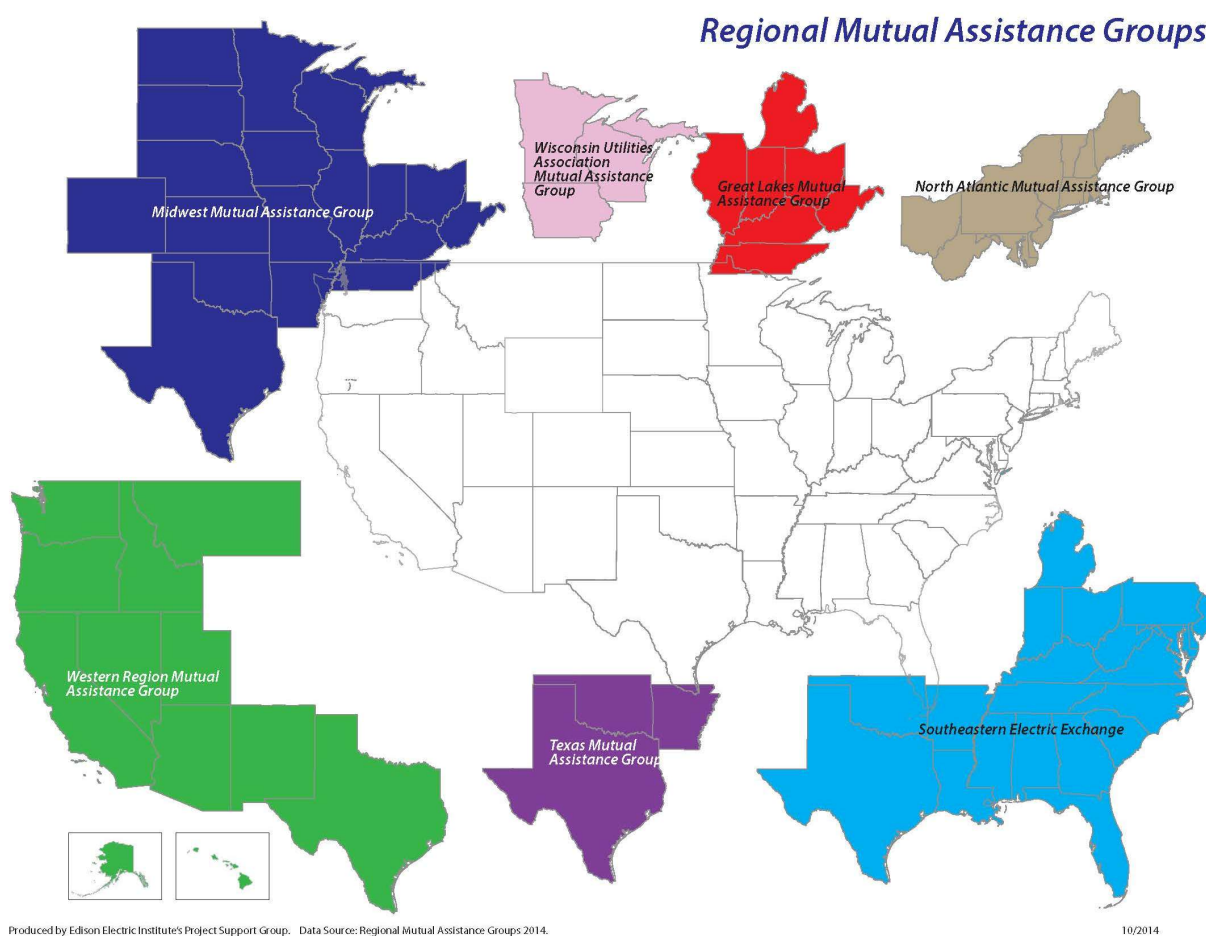 Regional Mutual Assistance Groups
Wisconsin Utilities
Association
Mutual Assistance
Group
Great Lakes Mutual
Assistance Group
North Atlantic Mutual Assistance Group
Midwest Mutual Assistance Group
Western Region Mutual
Assistance Group
Texas Mutual
Assistance Group
Southeastern Electric Exchange
Produced by Edison Electric Institute's Project Support Group. Data Source: Regional Mutual Assistance Groups 2014.
10/2014